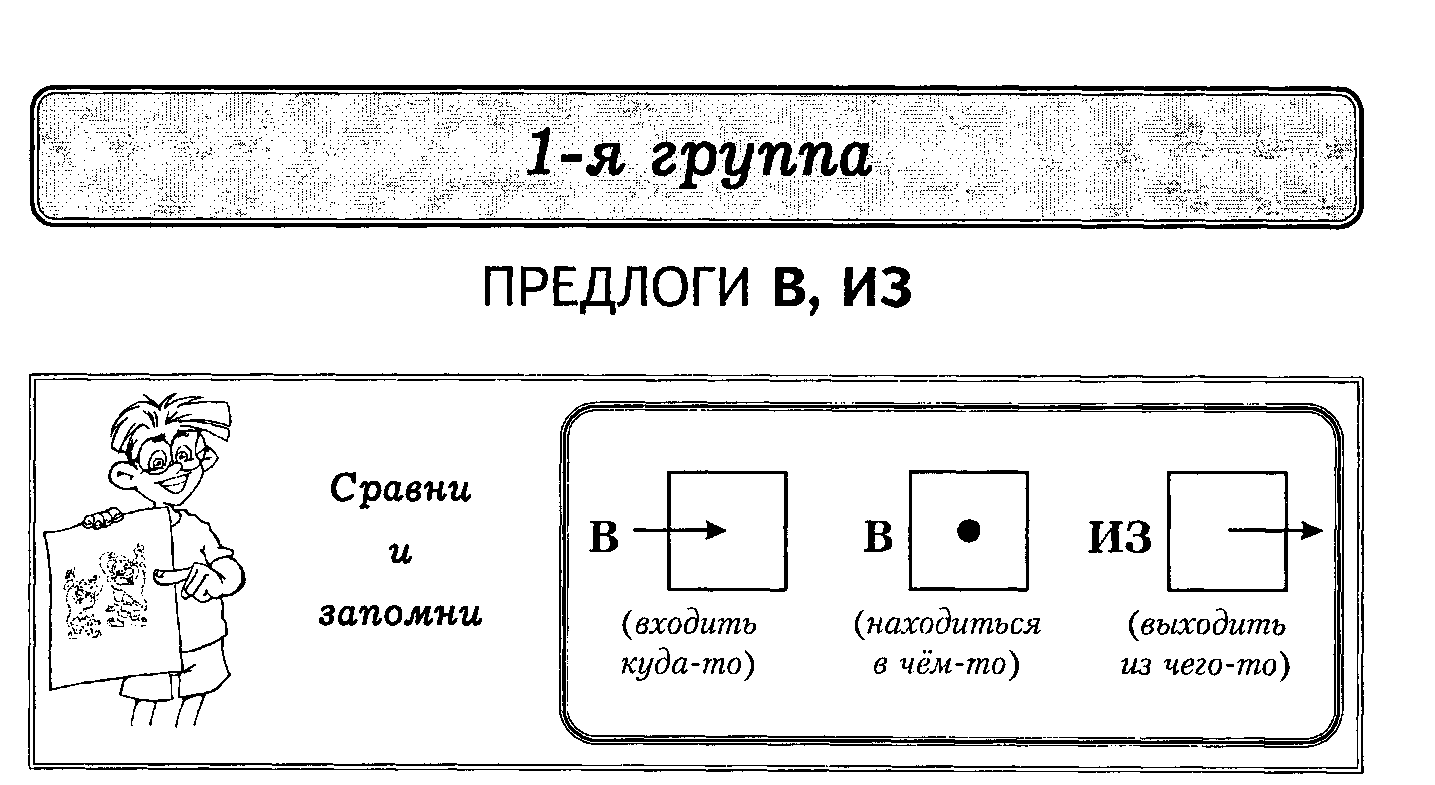 1-я группа
ПРЕДЛОГИ В, ИЗ
Сравни
и
запомни
В
(входить
куда-то)
В
(находиться
в чём-то)
ИЗ
(выходить
из чего-то)